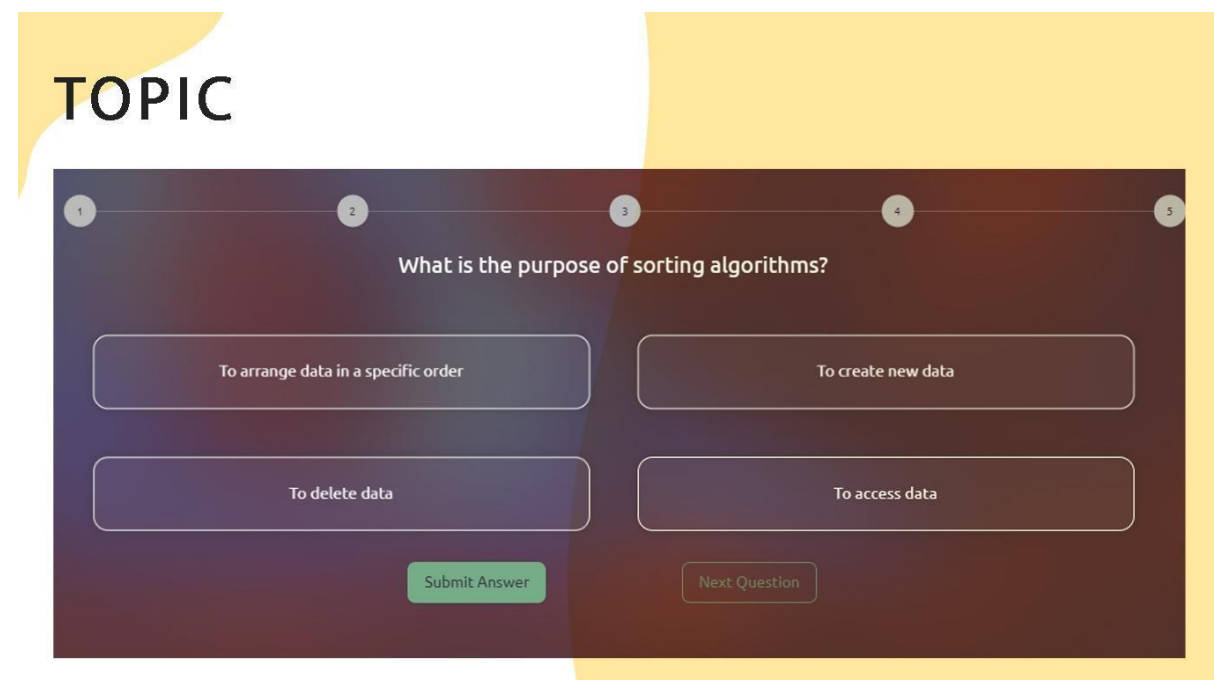 TOPIC
1 2 3 4 5
What is the purpose of sorting algorithms?
To arrange data in a specific order To create new data
To delete data To access data
Submit Answer Next Question